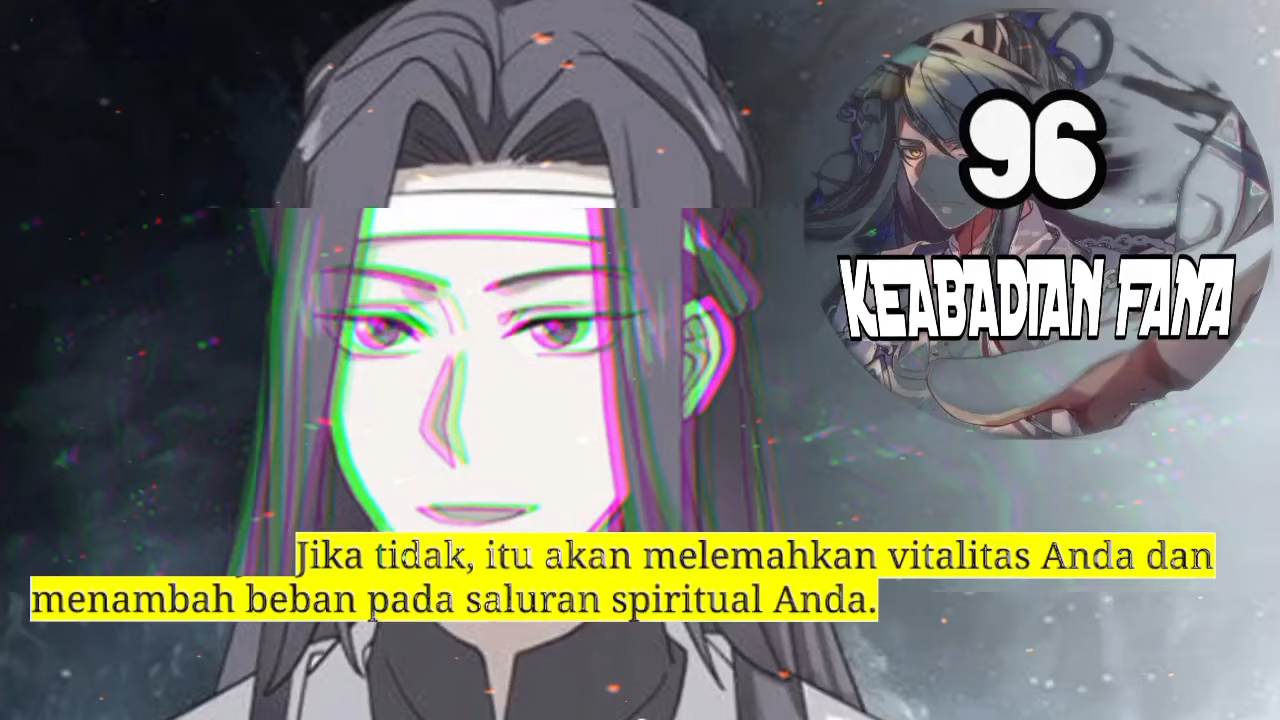 96
KEABADIAN FANA
Jika tidak, itu akan melemahkan vitalitas Anda dan
menambah beban pada saluran spiritual Anda.